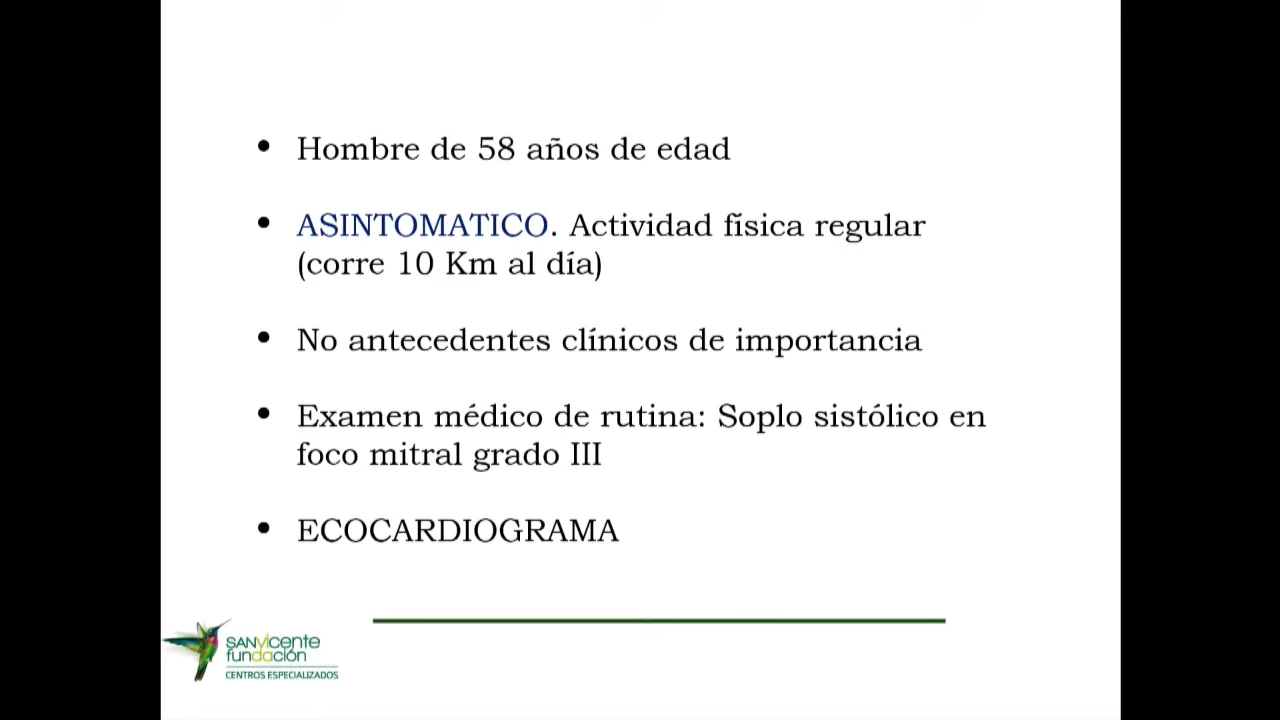 • Hombre de 58 años de edad
• ASINTOMATICO. Actividad física regular
(corre 10 Km al día)
• No antecedentes clínicos de importancia
• Examen médico de rutina: Soplo sistólico en
foco mitral grado III
• ECOCARDIOGRAMA
SANVICENTE
fundación
CENTROS ESPECIALIZADOS